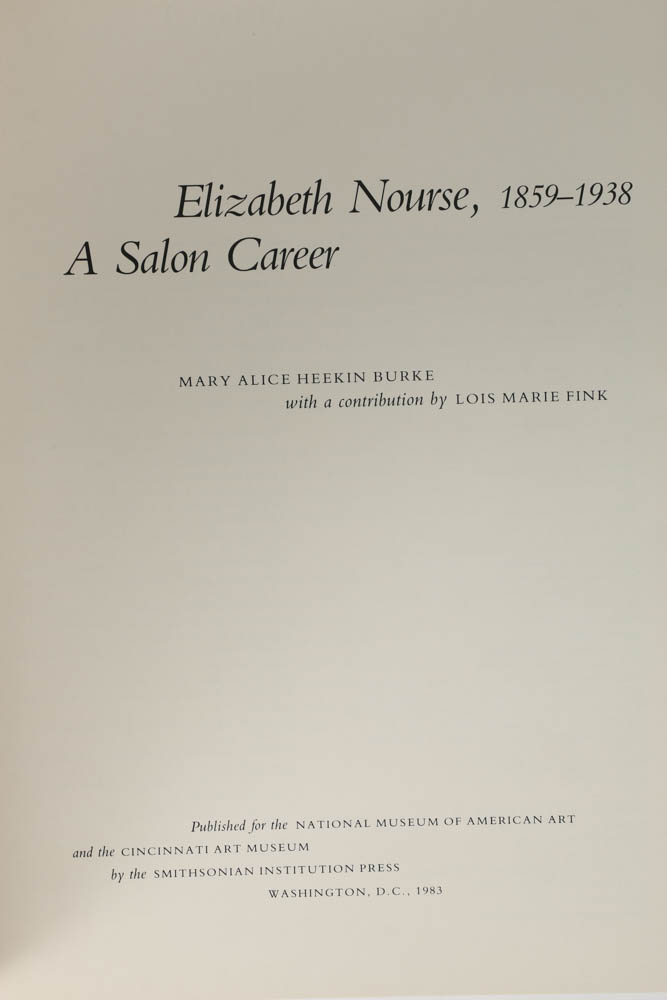 Elizabeth Nourse, 1859–1938
A Salon Career
MARY ALICE HEEKIN BURKE
with a contribution by LOIS MARIE FINK
Published for the NATIONAL MUSEUM OF AMERICAN ART
and the CINCINNATI ART MUSEUM
by the SMITHSONIAN INSTITUTION PRESS
WASHINGTON, D.C., 1983